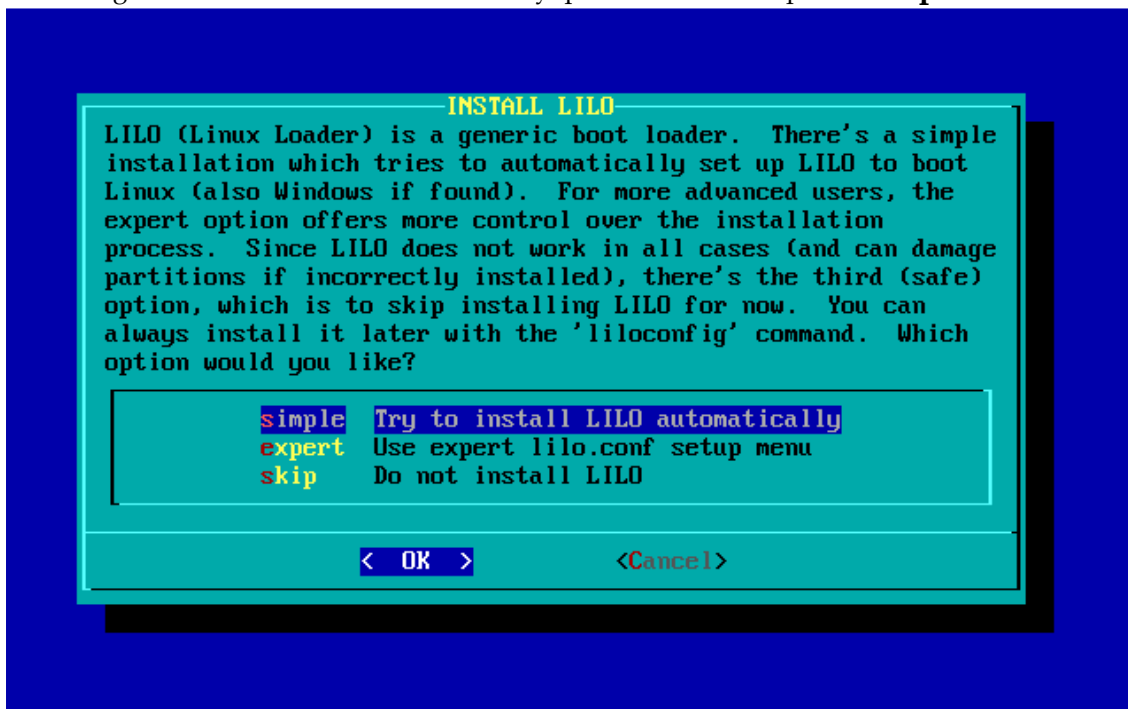 INSTALL LILO
LILO (Linux Loader) is a generic boot loader.  There's a simple
installation which tries to automatically set up LILO to boot
Linux (also Windows if found).  For more advanced users, the
expert option offers more control over the installation
process.  Since LILO does not work in all cases (and can damage
partitions if incorrectly installed), there's the third (safe)
option, which is to skip installing LILO for now.  You can
always install it later with the 'liloconfig' command.  Which
option would you like?
simple  Try to install LILO automatically
expert  Use expert lilo.conf setup menu
skip    Do not install LILO
<  OK  >  <Cancel>